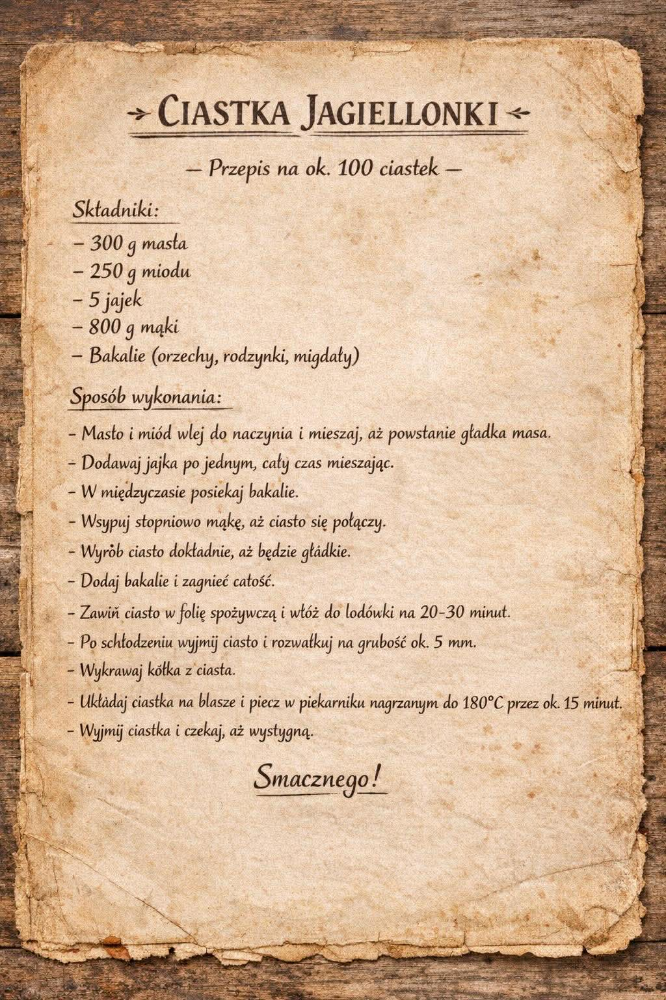 CIASTKA JAGIELLONKI
– Przepis na ok. 100 ciastek –
Składniki:
– 300 g masła
– 250 g miodu
– 5 jajek
– 800 g mąki
– Bakalie (orzechy, rodzynki, migdały)
Sposób wykonania:
– Masło i miód wlej do naczynia i mieszaj, aż powstanie gładka masa.
– Dodawaj jajka po jednym, cały czas mieszając.
– W międzyczasie posiekaj bakalie.
– Wsypuj stopniowo mąkę, aż ciasto się połączy.
– Wyrób ciasto dokładnie, aż będzie gładkie.
– Dodaj bakalie i zagnieć całość.
– Zawiń ciasto w folię spożywczą i włóż do lodówki na 20-30 minut.
– Po schłodzeniu wyjmij ciasto i rozwałkuj na grubość ok. 5 mm.
– Wykrawaj kółka z ciasta.
– Układaj ciastka na blasze i piecz w piekarniku nagrzanym do 180°C przez ok. 15 minut.
– Wyjmij ciastka i czekaj, aż wystygną.
Smacznego!